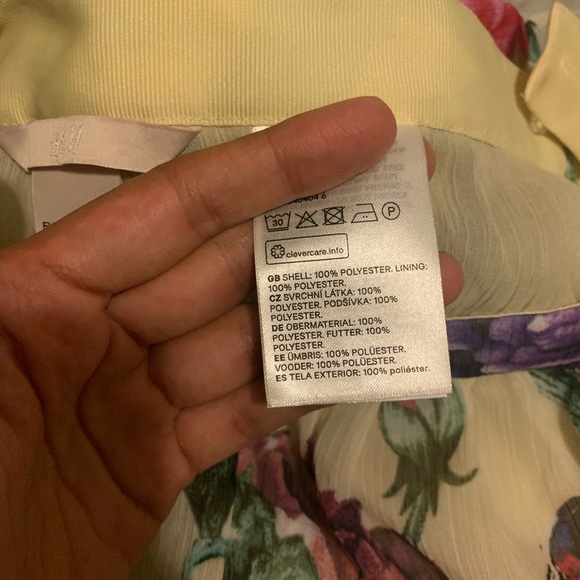 H&M
30
P
clevercare.info
GB SHELL: 100% POLYESTER. LINING:
100% POLYESTER.
CZ SVRCHNÍ LÁTKA: 100%
POLYESTER. PODŠÍVKA: 100%
POLYESTER.
DE OBERMATERIAL: 100%
POLYESTER. FUTTER: 100%
POLYESTER.
EE ÜMBRIS: 100% POLÜESTER.
VOODER: 100% POLÜESTER.
ES TELA EXTERIOR: 100% poliéster.